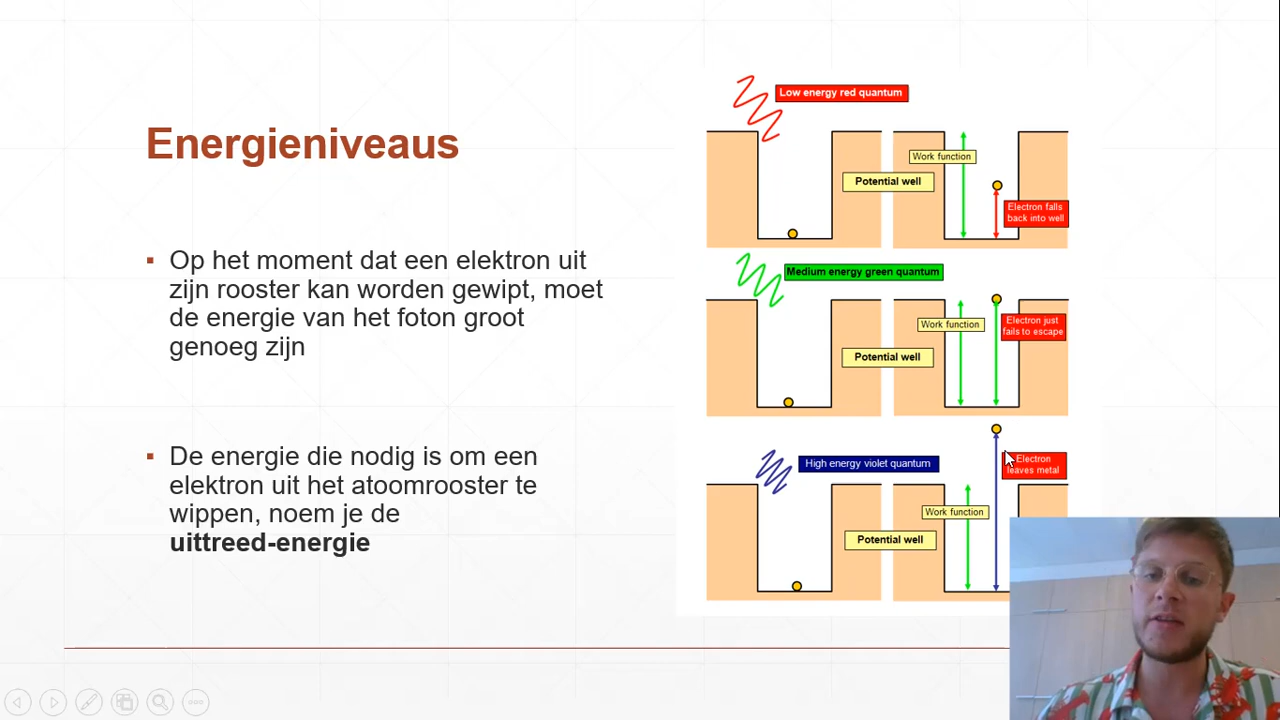 Energieniveaus
Op het moment dat een elektron uit
zijn rooster kan worden gewipt, moet
de energie van het foton groot
genoeg zijn
De energie die nodig is om een
elektron uit het atoomrooster te
wippen, noem je de
uittreed-energie
Low energy red quantum
Work function
Potential well
Electron falls
back into well
Medium energy green quantum
Work function
Electron just
fails to escape
Potential well
High energy violet quantum
Electron
leaves metal
Work function
Potential well